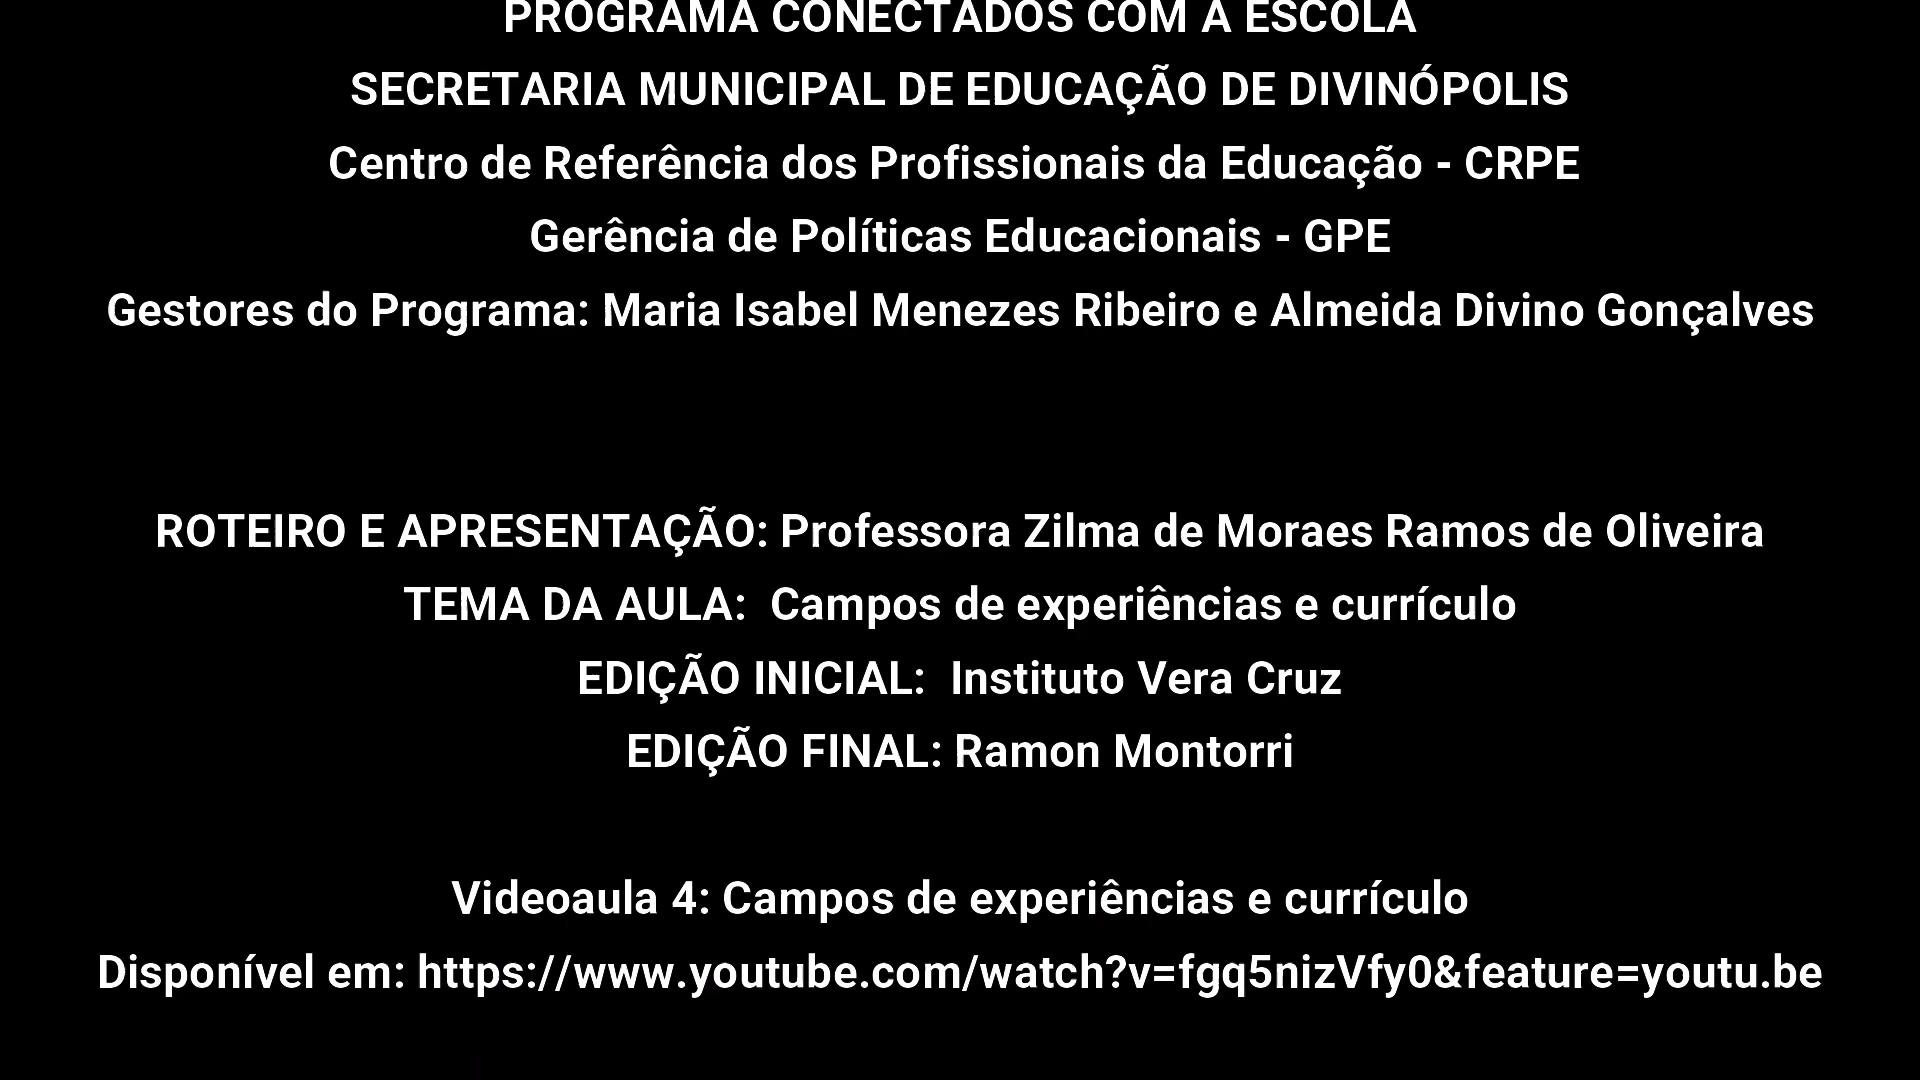 PROGRAMA CONECTADOS COM A ESCOLA
SECRETARIA MUNICIPAL DE EDUCAÇÃO DE DIVINÓPOLIS
Centro de Referência dos Profissionais da Educação - CRPE
Gerência de Políticas Educacionais - GPE
Gestores do Programa: Maria Isabel Menezes Ribeiro e Almeida Divino Gonçalves
ROTEIRO E APRESENTAÇÃO: Professora Zilma de Moraes Ramos de Oliveira
TEMA DA AULA:  Campos de experiências e currículo
EDIÇÃO INICIAL:  Instituto Vera Cruz
EDIÇÃO FINAL: Ramon Montorri
Videoaula 4: Campos de experiências e currículo
Disponível em: https://www.youtube.com/watch?v=fgq5nizVfy0&feature=youtu.be